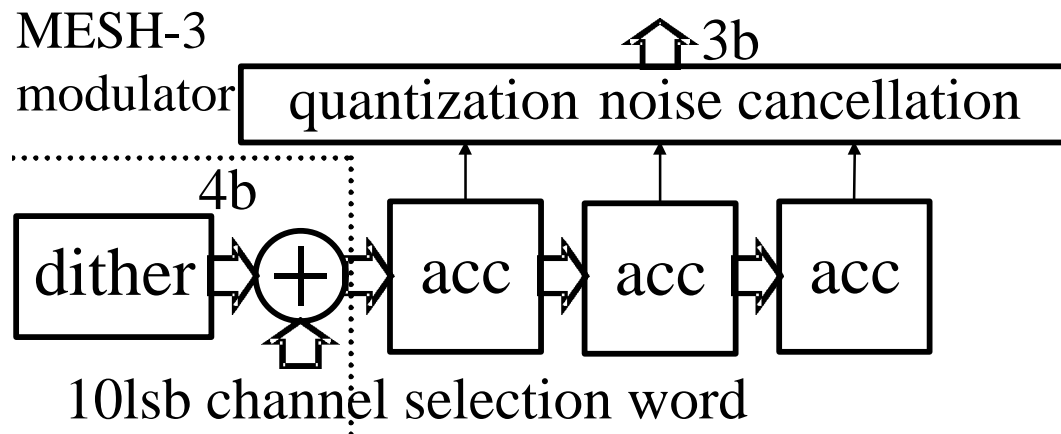 MESH-3
modulator
3b
quantization noise cancellation
4b
dither
+
acc
acc
acc
10lsb channel selection word